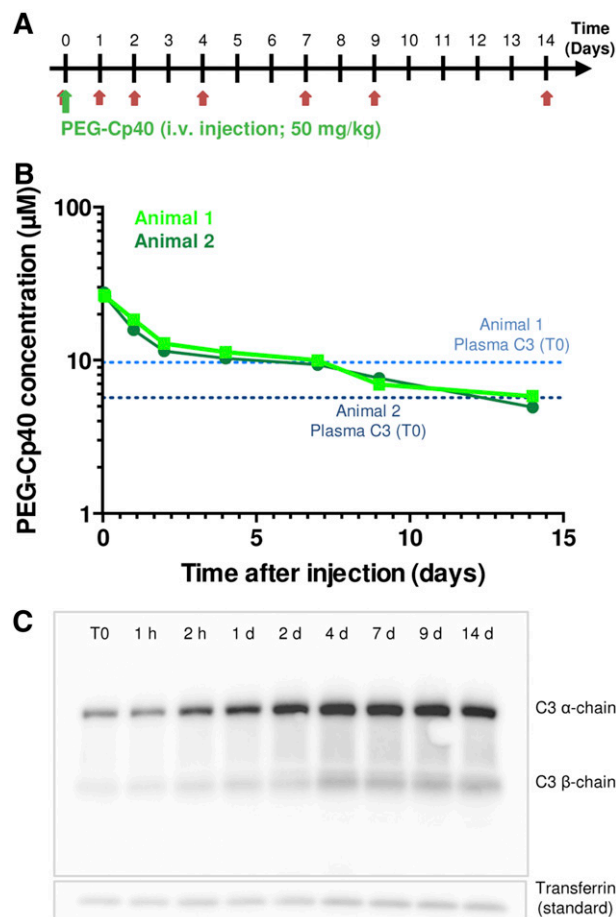 A
0 1 2 3 4 5 6 7 8 9 10 11 12 13 14 Time
(Days)
PEG-Cp40 (i.v. injection; 50 mg/kg)
B
PEG-Cp40 concentration (µM)
100
10
1
Animal 1
Animal 2
Animal 1
Plasma C3 (T0)
Animal 2
Plasma C3 (T0)
0 5 10 15
Time after injection (days)
C
T0 1 h 2 h 1 d 2 d 4 d 7 d 9 d 14 d
C3 α-chain
C3 β-chain
Transferrin
(standard)